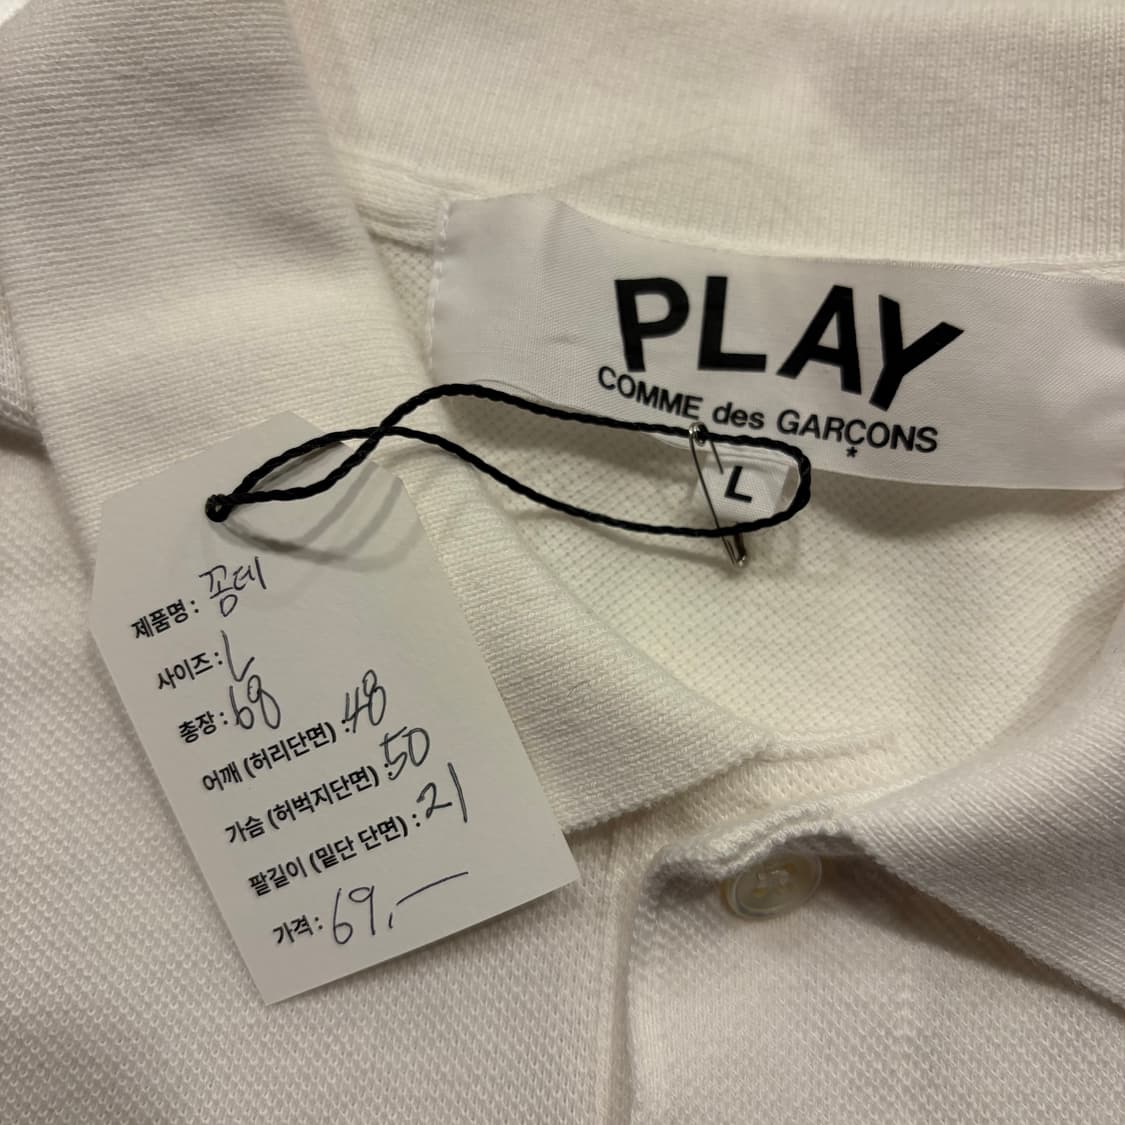 PLAY
COMME des GARÇONS
*
L
제품명 : 꽁데
사이즈 : L
총장 : 68
어깨 (허리단면) : 48
가슴 (허벅지단면) : 50
팔길이 (밑단 단면) : 21
가격 : 69,—